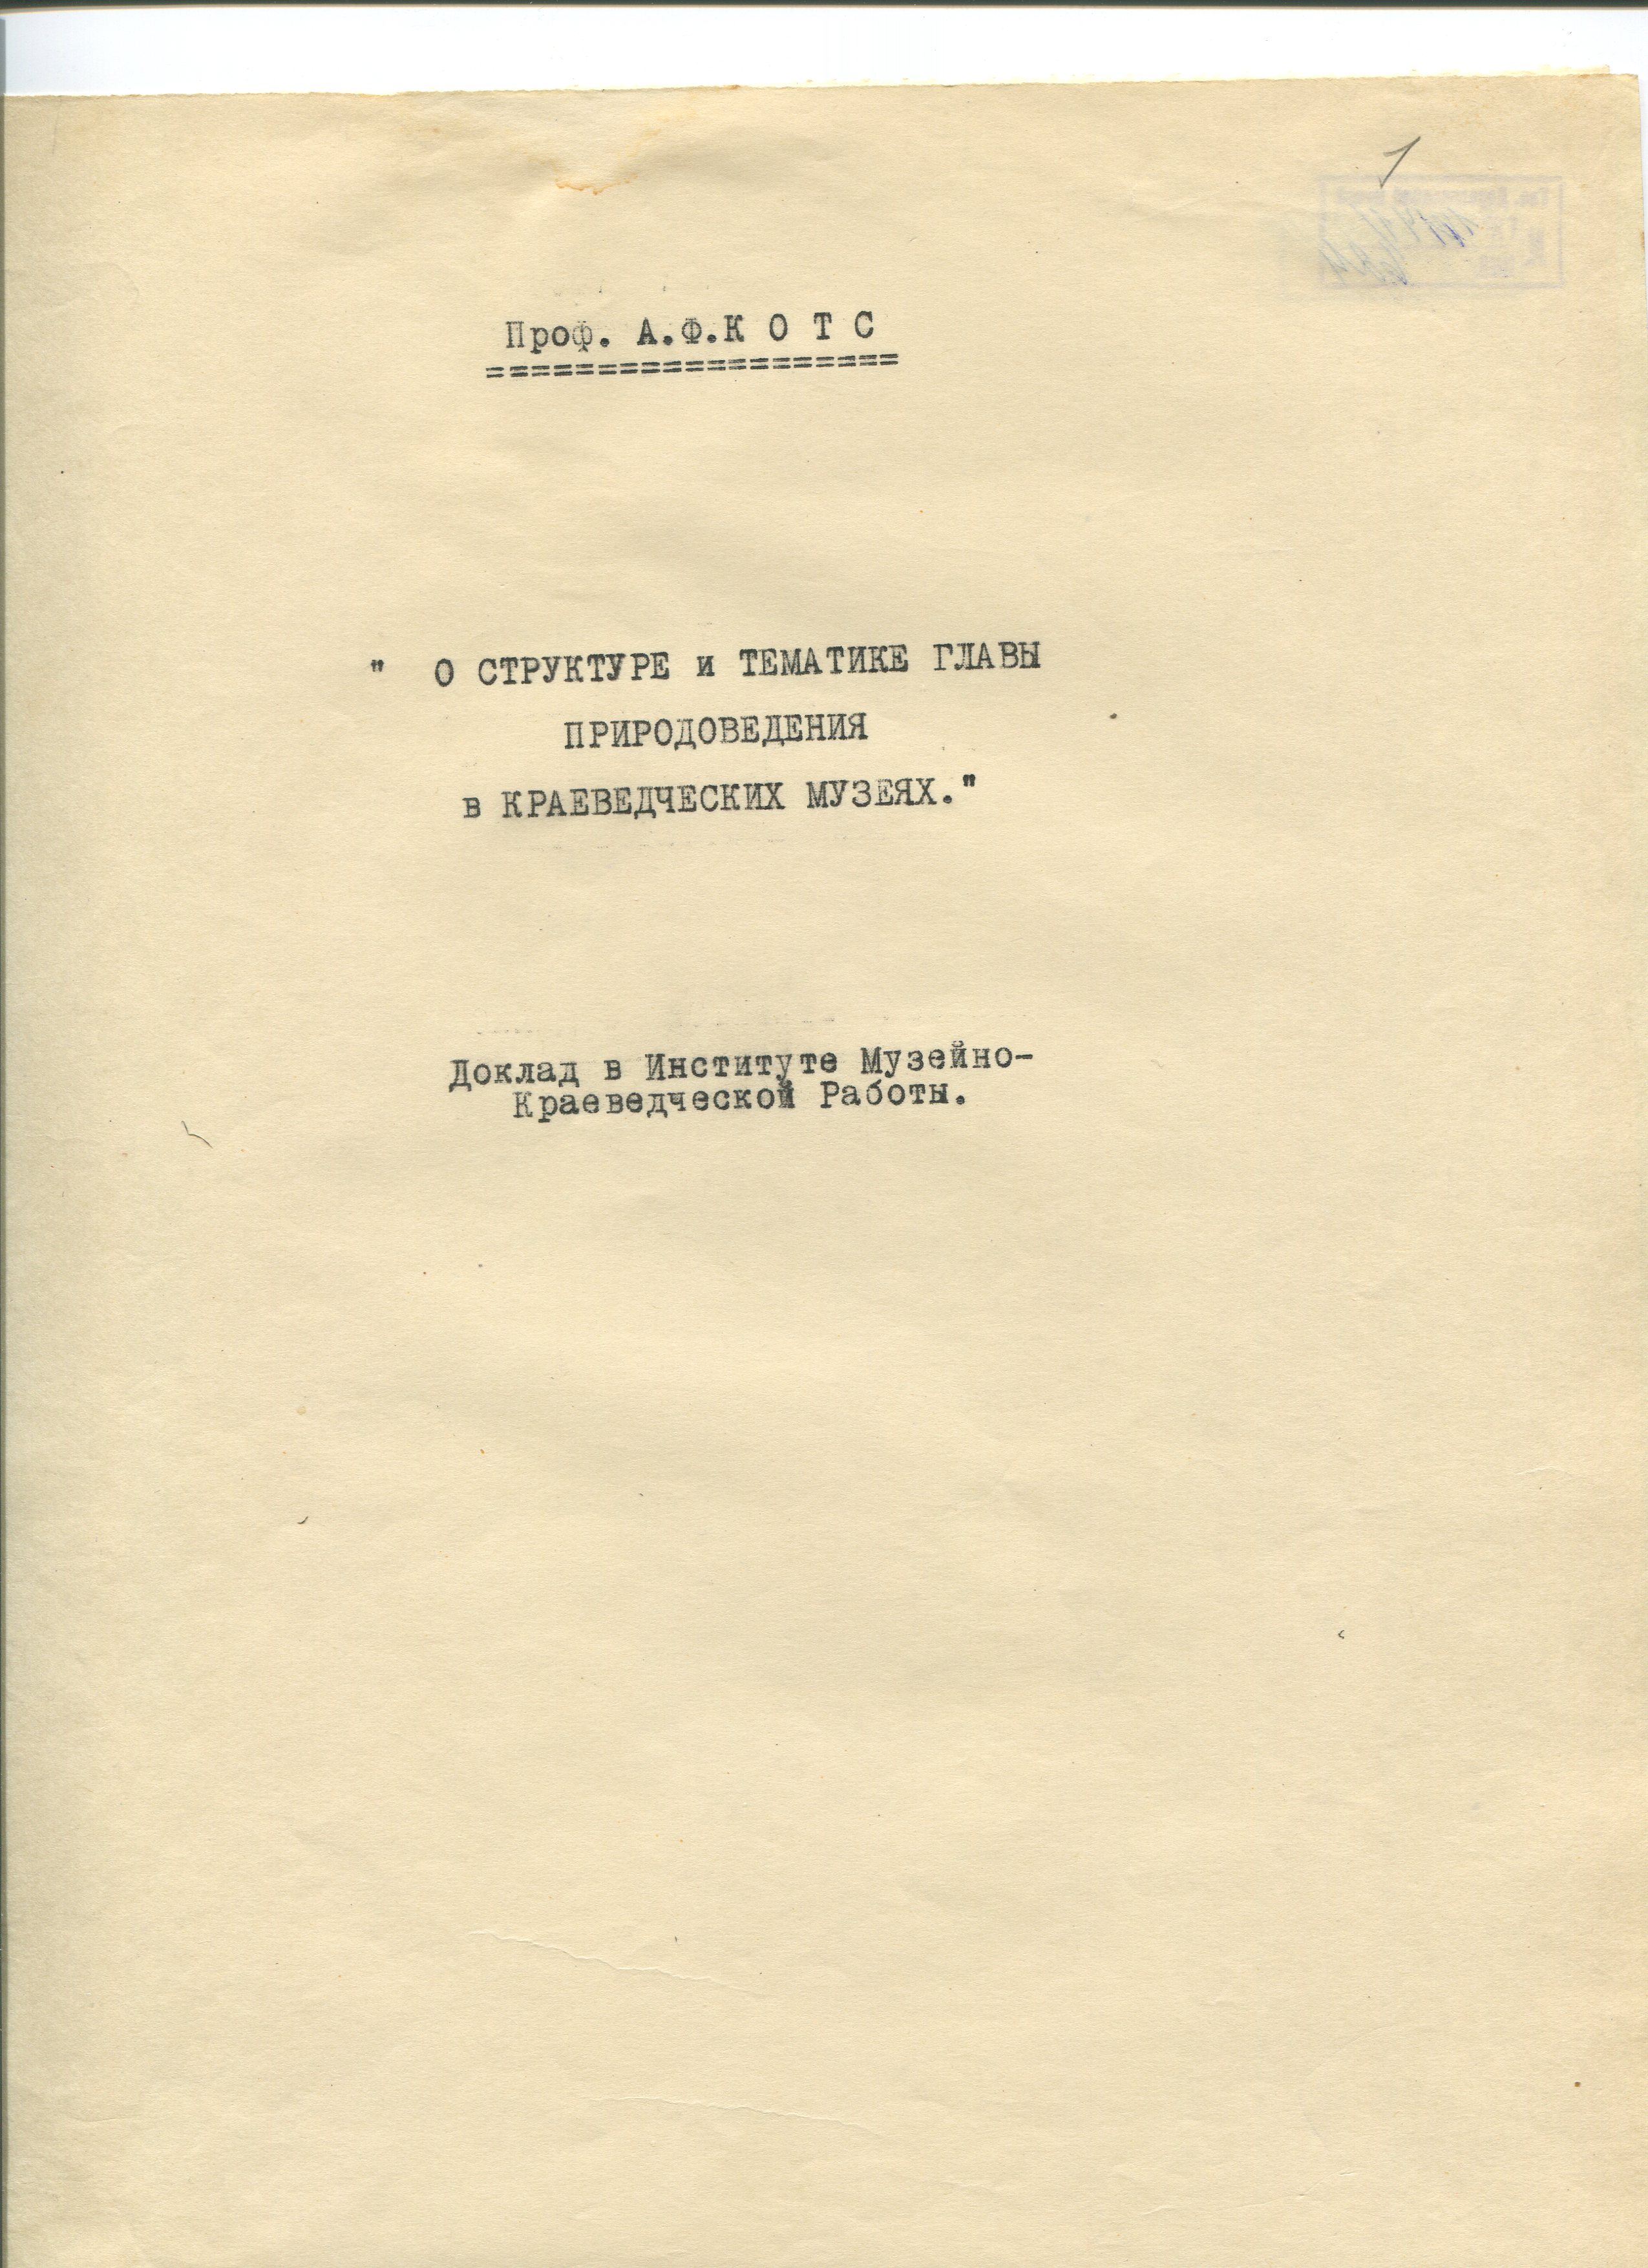 1
Проф. А.Ф.К О Т С
===================
" О СТРУКТУРЕ и ТЕМАТИКЕ ГЛАВЫ
ПРИРОДОВЕДЕНИЯ
в КРАЕВЕДЧЕСКИХ МУЗЕЯХ."
Доклад в Институте Музейно-
Краеведческой Работы.